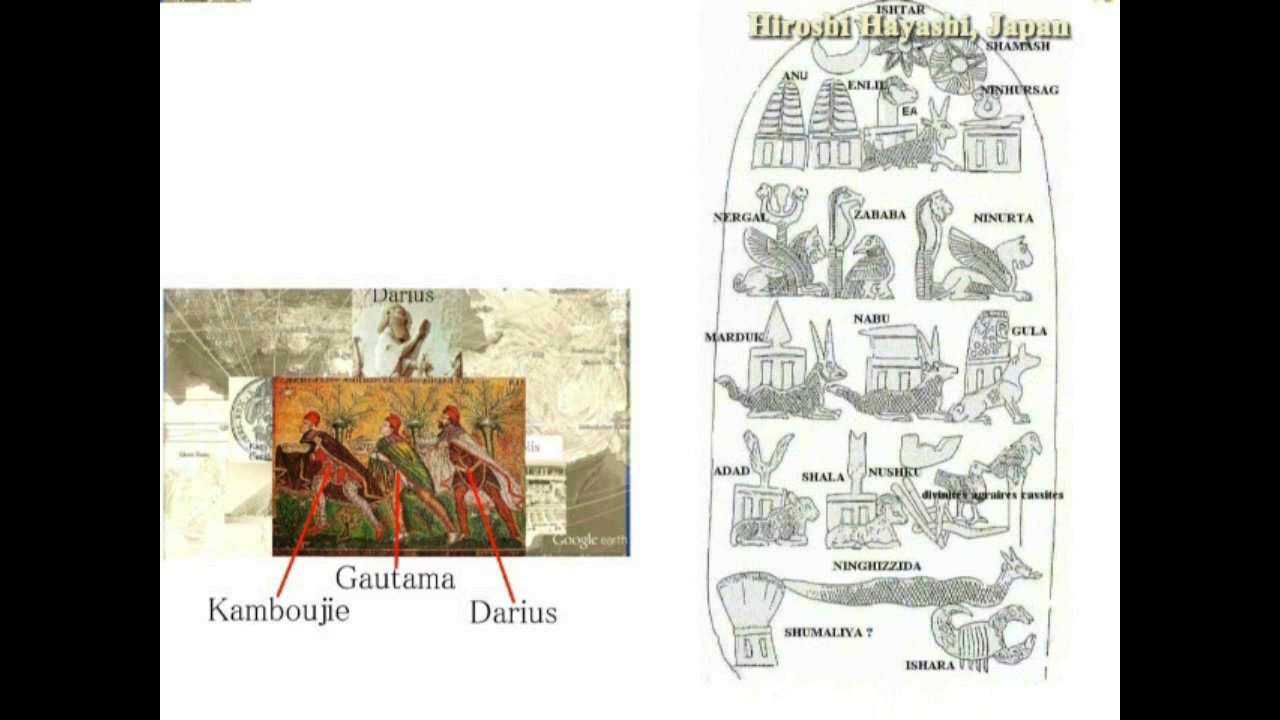 ISHTAR
Hiroshi Hayashi, Japan
SHAMASH
ANU
ENLIL
NINHURSAG
EA
NERGAL
ZABABA
NINURTA
MARDUK
NABU
GULA
ADAD
SHALA
NUSHKU
divinites agraires cassites
NINGHIZZIDA
SHUMALIYA ?
ISHARA
Darius
Google earth
Gautama
Kamboujie
Darius